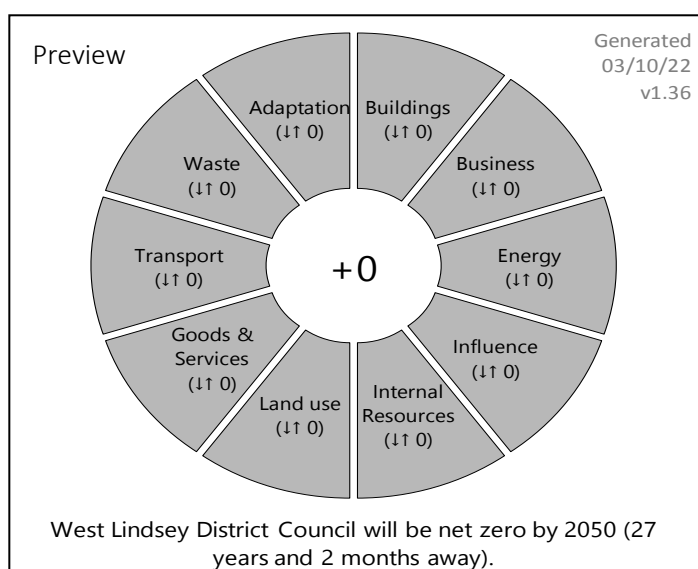 Preview
Generated
03/10/22
v1.36
Adaptation
(↓↑ 0)
Buildings
(↓↑ 0)
Waste
(↓↑ 0)
Business
(↓↑ 0)
Transport
(↓↑ 0)
+0
Energy
(↓↑ 0)
Goods &
Services
(↓↑ 0)
Influence
(↓↑ 0)
Land use
(↓↑ 0)
Internal
Resources
(↓↑ 0)
West Lindsey District Council will be net zero by 2050 (27
years and 2 months away).